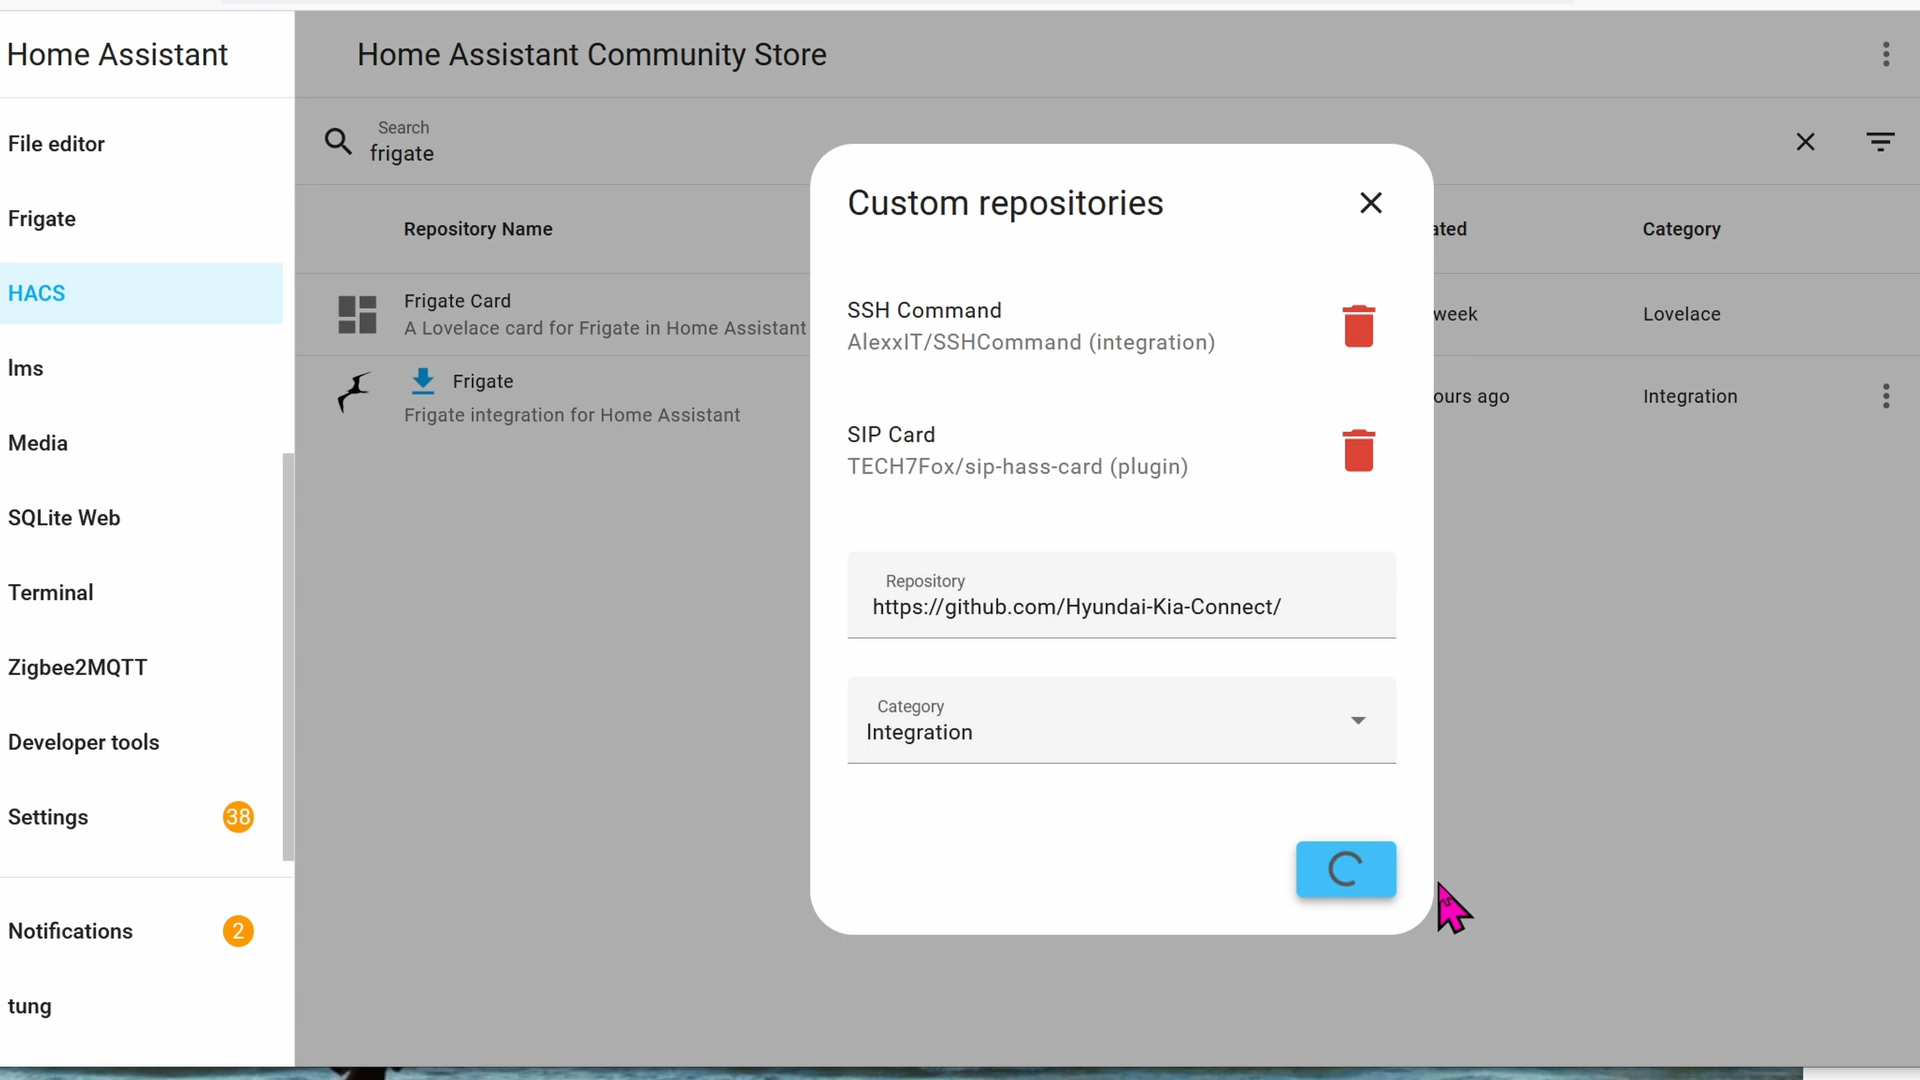 Home Assistant
File editor
Frigate
HACS
lms
Media
SQLite Web
Terminal
Zigbee2MQTT
Developer tools
Settings
38
Notifications
2
tung
Home Assistant Community Store
Search
frigate
Repository Name
ated
Category
Frigate Card
A Lovelace card for Frigate in Home Assistant
week
Lovelace
Frigate
Frigate integration for Home Assistant
ours ago
Integration
Custom repositories
SSH Command
AlexxIT/SSHCommand (integration)
SIP Card
TECH7Fox/sip-hass-card (plugin)
Repository
https://github.com/Hyundai-Kia-Connect/
Category
Integration